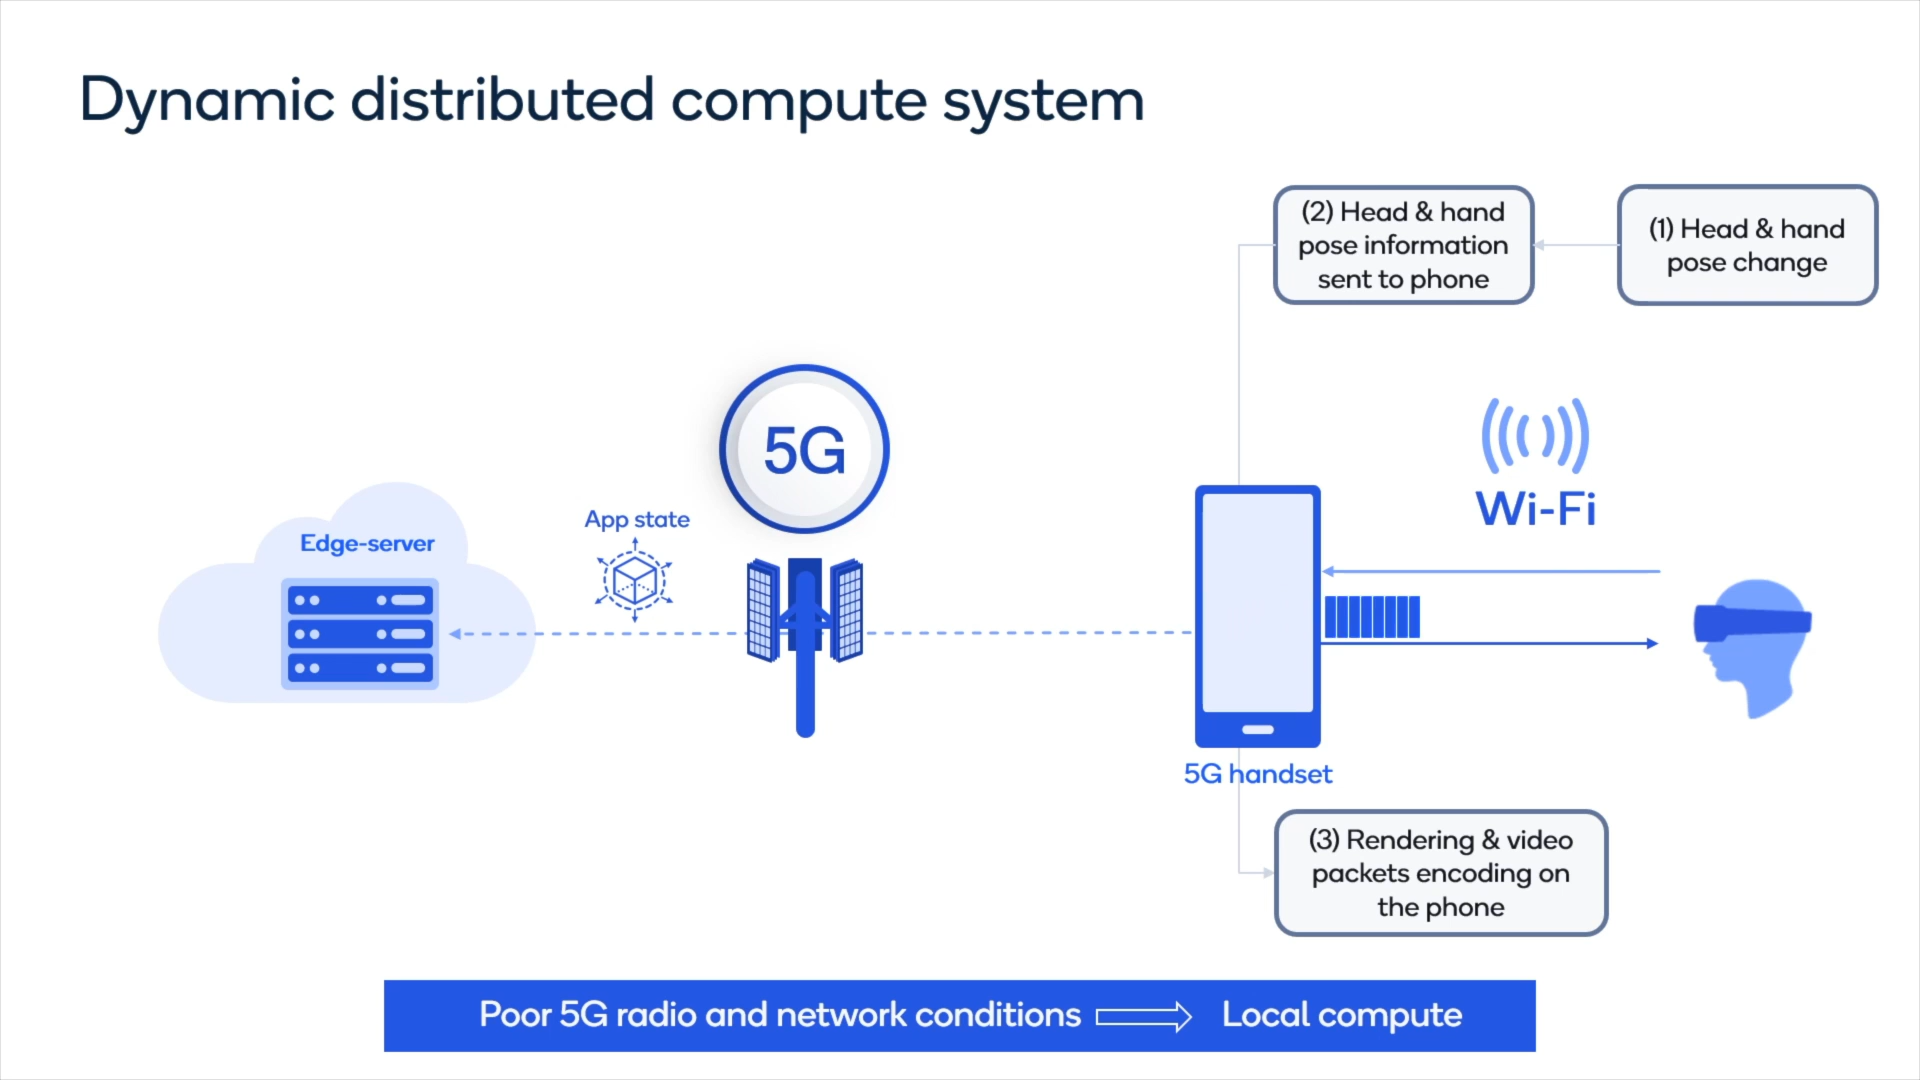 Dynamic distributed compute system
(2) Head & hand
pose information
sent to phone
(1) Head & hand
pose change
5G
Wi-Fi
App state
Edge-server
5G handset
(3) Rendering & video
packets encoding on
the phone
Poor 5G radio and network conditions
Local compute